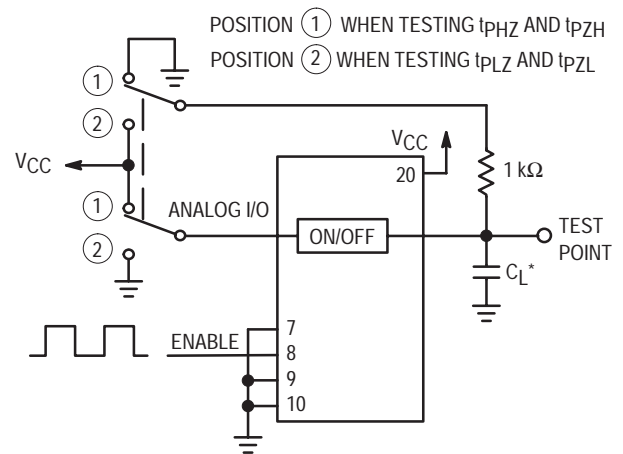 POSITION 1 WHEN TESTING tPHZ AND tPZH
POSITION 2 WHEN TESTING tPLZ AND tPZL
1
2
VCC
1
2
ANALOG I/O
ON/OFF
VCC
20
1 kΩ
TEST
POINT
CL*
ENABLE
7
8
9
10